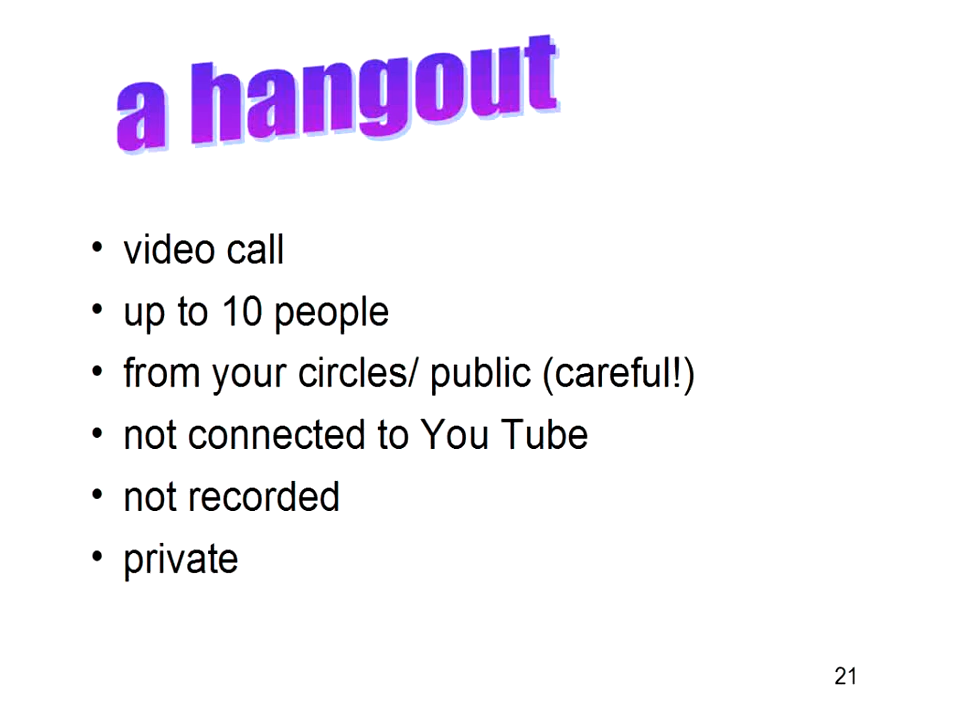 a hangout
• video call
• up to 10 people
• from your circles/ public (careful!)
• not connected to You Tube
• not recorded
• private
21